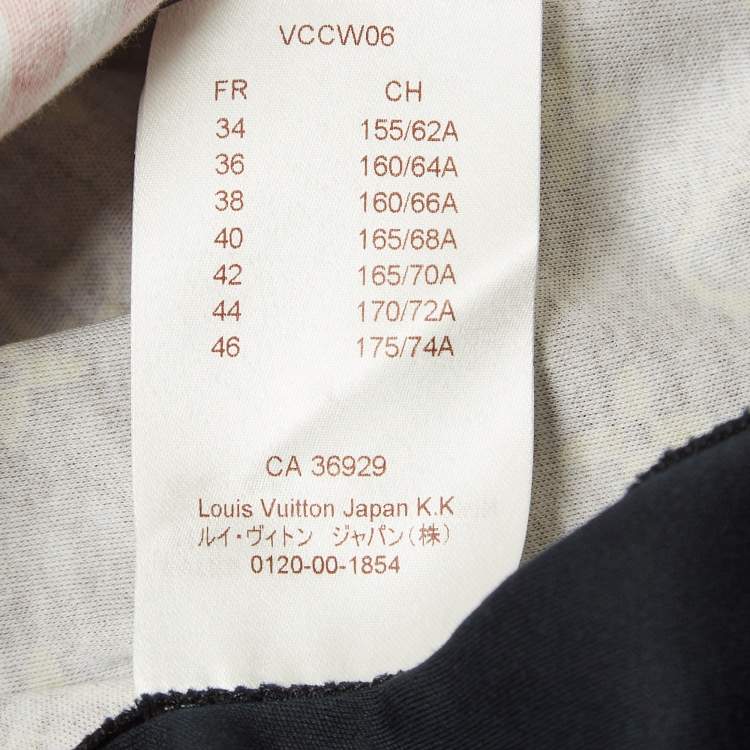 VCCW06
FR CH
34 155/62A
36 160/64A
38 160/66A
40 165/68A
42 165/70A
44 170/72A
46 175/74A
CA 36929
Louis Vuitton Japan K.K
ルイ・ヴィトン ジャパン(株)
0120-00-1854